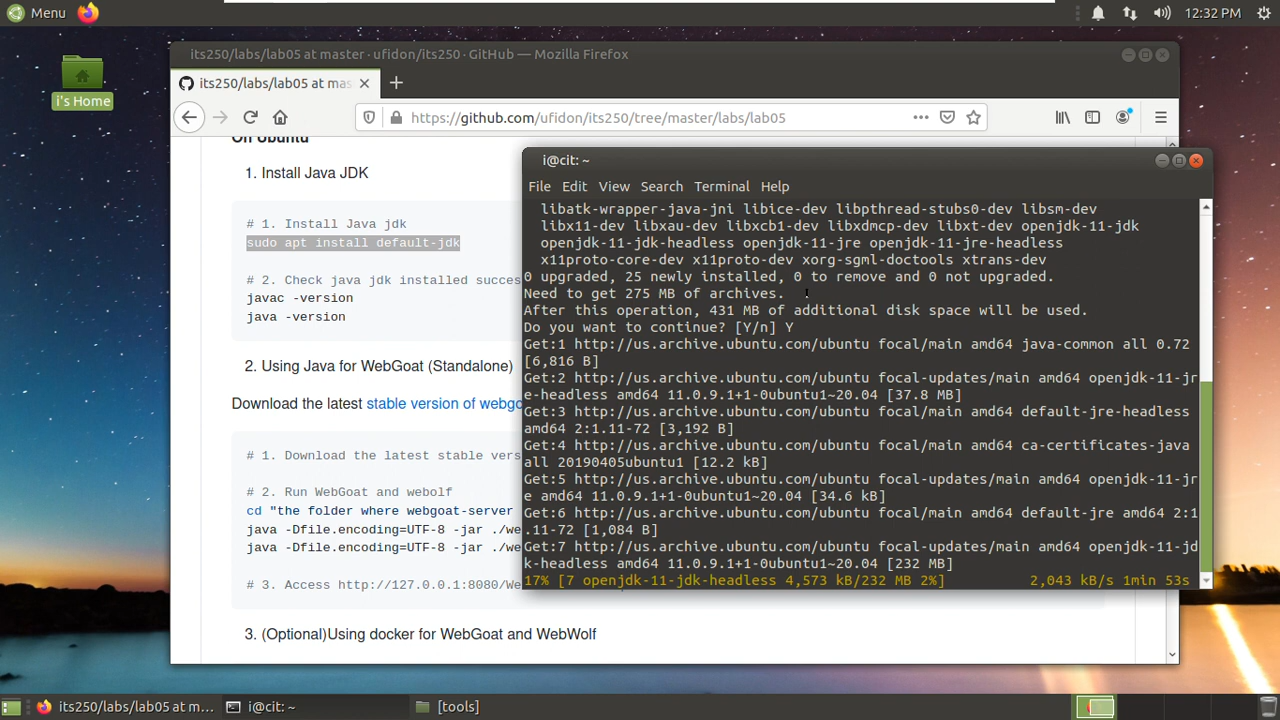 Menu
12:32 PM
i's Home
its250/labs/lab05 at master · ufidon/its250 · GitHub — Mozilla Firefox
its250/labs/lab05 at mas
https://github.com/ufidon/its250/tree/master/labs/lab05
On Ubuntu
1. Install Java JDK
# 1. Install Java jdk
sudo apt install default-jdk
# 2. Check java jdk installed succes
javac -version
java -version
2. Using Java for WebGoat (Standalone)
Download the latest stable version of webgo
# 1. Download the latest stable vers
# 2. Run WebGoat and webolf
cd "the folder where webgoat-server
java -Dfile.encoding=UTF-8 -jar ./we
java -Dfile.encoding=UTF-8 -jar ./we
# 3. Access http://127.0.0.1:8080/We
3. (Optional)Using docker for WebGoat and WebWolf
i@cit: ~
File Edit View Search Terminal Help
libatk-wrapper-java-jni libice-dev libpthread-stubs0-dev libsm-dev
libx11-dev libxau-dev libxcb1-dev libxdmcp-dev libxt-dev openjdk-11-jdk
openjdk-11-jdk-headless openjdk-11-jre openjdk-11-jre-headless
x11proto-core-dev x11proto-dev xorg-sgml-doctools xtrans-dev
0 upgraded, 25 newly installed, 0 to remove and 0 not upgraded.
Need to get 275 MB of archives.
After this operation, 431 MB of additional disk space will be used.
Do you want to continue? [Y/n] Y
Get:1 http://us.archive.ubuntu.com/ubuntu focal/main amd64 java-common all 0.72
[6,816 B]
Get:2 http://us.archive.ubuntu.com/ubuntu focal-updates/main amd64 openjdk-11-jr
e-headless amd64 11.0.9.1+1-0ubuntu1~20.04 [37.8 MB]
Get:3 http://us.archive.ubuntu.com/ubuntu focal/main amd64 default-jre-headless
amd64 2:1.11-72 [3,192 B]
Get:4 http://us.archive.ubuntu.com/ubuntu focal/main amd64 ca-certificates-java
all 20190405ubuntu1 [12.2 kB]
Get:5 http://us.archive.ubuntu.com/ubuntu focal-updates/main amd64 openjdk-11-jr
e amd64 11.0.9.1+1-0ubuntu1~20.04 [34.6 kB]
Get:6 http://us.archive.ubuntu.com/ubuntu focal/main amd64 default-jre amd64 2:1
.11-72 [1,084 B]
Get:7 http://us.archive.ubuntu.com/ubuntu focal-updates/main amd64 openjdk-11-jd
k-headless amd64 11.0.9.1+1-0ubuntu1~20.04 [232 MB]
17% [7 openjdk-11-jdk-headless 4,573 kB/232 MB 2%] 2,043 kB/s 1min 53s
its250/labs/lab05 at m...
i@cit: ~
[tools]